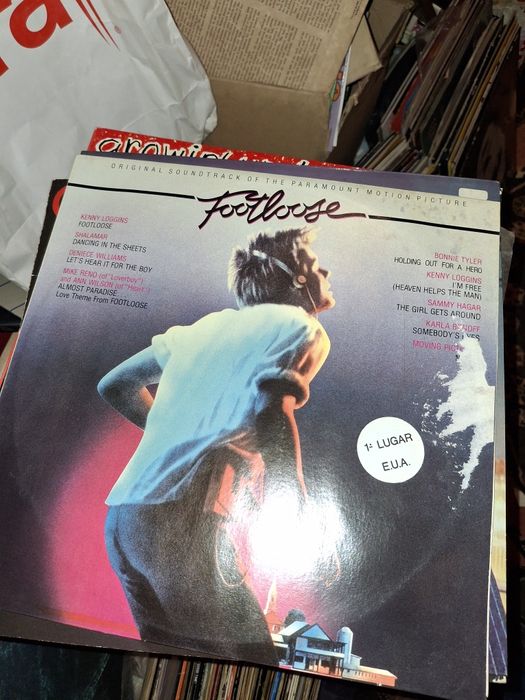 ORIGINAL SOUNDTRACK OF THE PARAMOUNT MOTION PICTURE
Footloose
KENNY LOGGINS
FOOTLOOSE
SHALAMAR
DANCING IN THE SHEETS
DENIECE WILLIAMS
LET'S HEAR IT FOR THE BOY
MIKE RENO (of "Loverboy")
and ANN WILSON (of "Heart")
ALMOST PARADISE
Love Theme From FOOTLOOSE
BONNIE TYLER
HOLDING OUT FOR A HERO
KENNY LOGGINS
I'M FREE
(HEAVEN HELPS THE MAN)
SAMMY HAGAR
THE GIRL GETS AROUND
KARLA
SOMEBODY'S
MOVING
1º LUGAR
E.U.A.